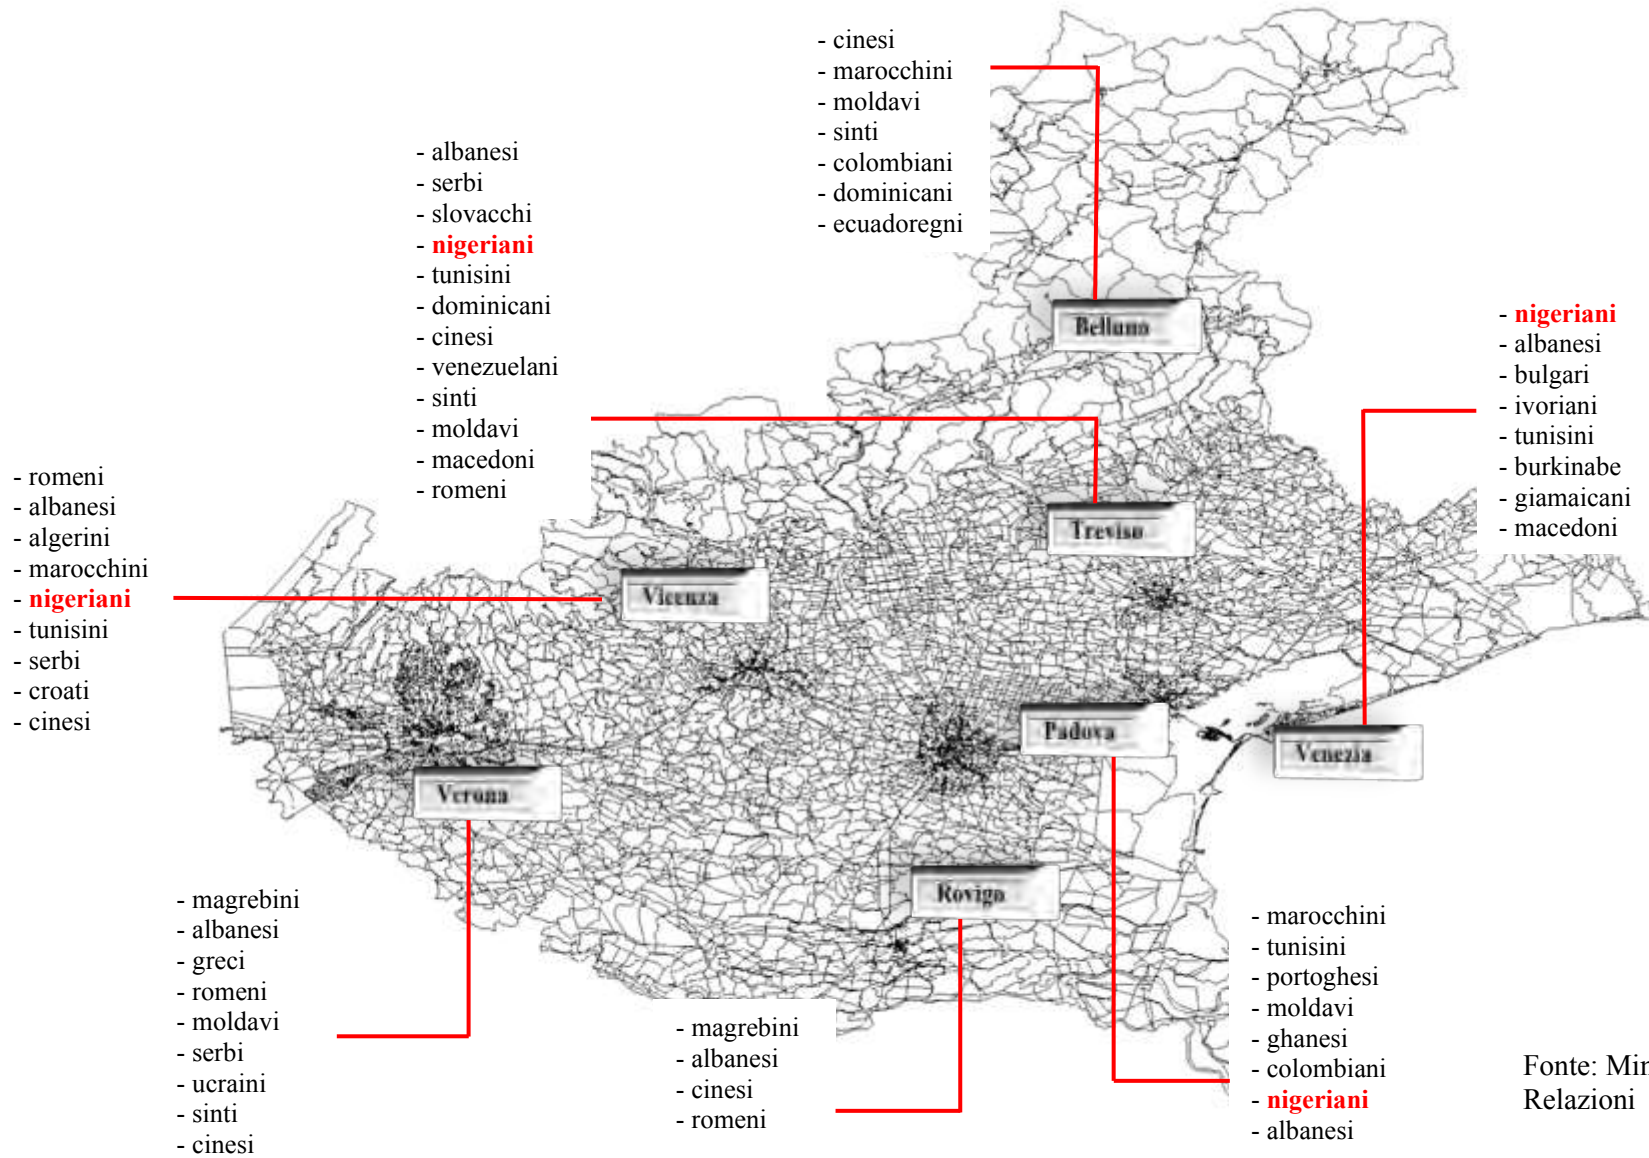 - cinesi
- marocchini
- moldavi
- sinti
- colombiani
- dominicani
- ecuadoregni
- albanesi
- serbi
- slovacchi
- nigeriani
- tunisini
- dominicani
- cinesi
- venezuelani
- sinti
- moldavi
- macedoni
- romeni
Belluno
- nigeriani
- albanesi
- bulgari
- ivoriani
- tunisini
- burkinabe
- giamaicani
- macedoni
- romeni
- albanesi
- algerini
- marocchini
- nigeriani
- tunisini
- serbi
- croati
- cinesi
Treviso
Vicenza
Padova
Venezia
Verona
Rovigo
- magrebini
- albanesi
- greci
- romeni
- moldavi
- serbi
- ucraini
- sinti
- cinesi
- magrebini
- albanesi
- cinesi
- romeni
- marocchini
- tunisini
- portoghesi
- moldavi
- ghanesi
- colombiani
- nigeriani
- albanesi
Fonte: Min
Relazioni